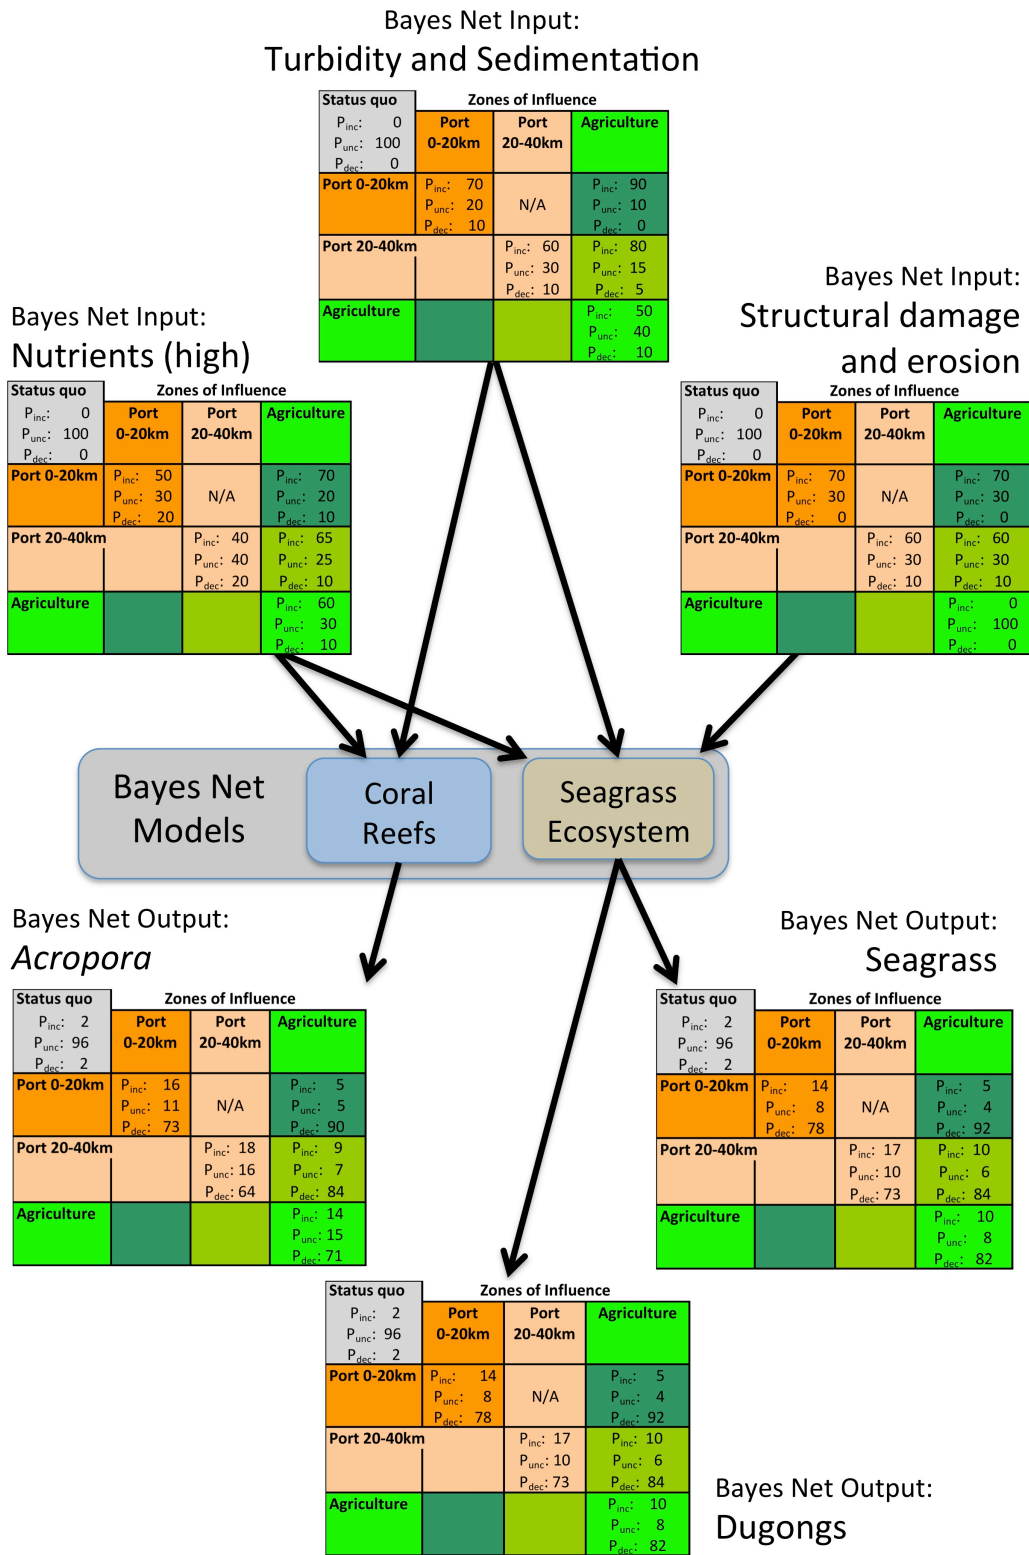 Bayes Net Input:
Turbidity and Sedimentation
Status quo
Zones of Influence
Pinc: 0
Punc: 100
Pdec: 0
Port 0-20km
Port 20-40km
Agriculture
Port 0-20km
Pinc: 70
Punc: 20
Pdec: 10
N/A
Pinc: 90
Punc: 10
Pdec: 0
Port 20-40km
Pinc: 60
Punc: 30
Pdec: 10
Pinc: 80
Punc: 15
Pdec: 5
Agriculture
Pinc: 50
Punc: 40
Pdec: 10
Bayes Net Input:
Nutrients (high)
Status quo
Zones of Influence
Pinc: 0
Punc: 100
Pdec: 0
Port 0-20km
Port 20-40km
Agriculture
Port 0-20km
Pinc: 50
Punc: 30
Pdec: 20
N/A
Pinc: 70
Punc: 20
Pdec: 10
Port 20-40km
Pinc: 40
Punc: 40
Pdec: 20
Pinc: 65
Punc: 25
Pdec: 10
Agriculture
Pinc: 60
Punc: 30
Pdec: 10
Bayes Net Input:
Structural damage
and erosion
Status quo
Zones of Influence
Pinc: 0
Punc: 100
Pdec: 0
Port 0-20km
Port 20-40km
Agriculture
Port 0-20km
Pinc: 70
Punc: 30
Pdec: 0
N/A
Pinc: 70
Punc: 30
Pdec: 0
Port 20-40km
Pinc: 60
Punc: 30
Pdec: 10
Pinc: 60
Punc: 30
Pdec: 10
Agriculture
Pinc: 0
Punc: 100
Pdec: 0
Bayes Net
Models
Coral
Reefs
Seagrass
Ecosystem
Bayes Net Output:
Acropora
Status quo
Zones of Influence
Pinc: 2
Punc: 96
Pdec: 2
Port 0-20km
Port 20-40km
Agriculture
Port 0-20km
Pinc: 16
Punc: 11
Pdec: 73
N/A
Pinc: 5
Punc: 5
Pdec: 90
Port 20-40km
Pinc: 18
Punc: 16
Pdec: 64
Pinc: 9
Punc: 7
Pdec: 84
Agriculture
Pinc: 14
Punc: 15
Pdec: 71
Bayes Net Output:
Seagrass
Status quo
Zones of Influence
Pinc: 2
Punc: 96
Pdec: 2
Port 0-20km
Port 20-40km
Agriculture
Port 0-20km
Pinc: 14
Punc: 8
Pdec: 78
N/A
Pinc: 5
Punc: 4
Pdec: 92
Port 20-40km
Pinc: 17
Punc: 10
Pdec: 73
Pinc: 10
Punc: 6
Pdec: 84
Agriculture
Pinc: 10
Punc: 8
Pdec: 82
Status quo
Zones of Influence
Pinc: 2
Punc: 96
Pdec: 2
Port 0-20km
Port 20-40km
Agriculture
Port 0-20km
Pinc: 14
Punc: 8
Pdec: 78
N/A
Pinc: 5
Punc: 4
Pdec: 92
Port 20-40km
Pinc: 17
Punc: 10
Pdec: 73
Pinc: 10
Punc: 6
Pdec: 84
Agriculture
Pinc: 10
Punc: 8
Pdec: 82
Bayes Net Output:
Dugongs